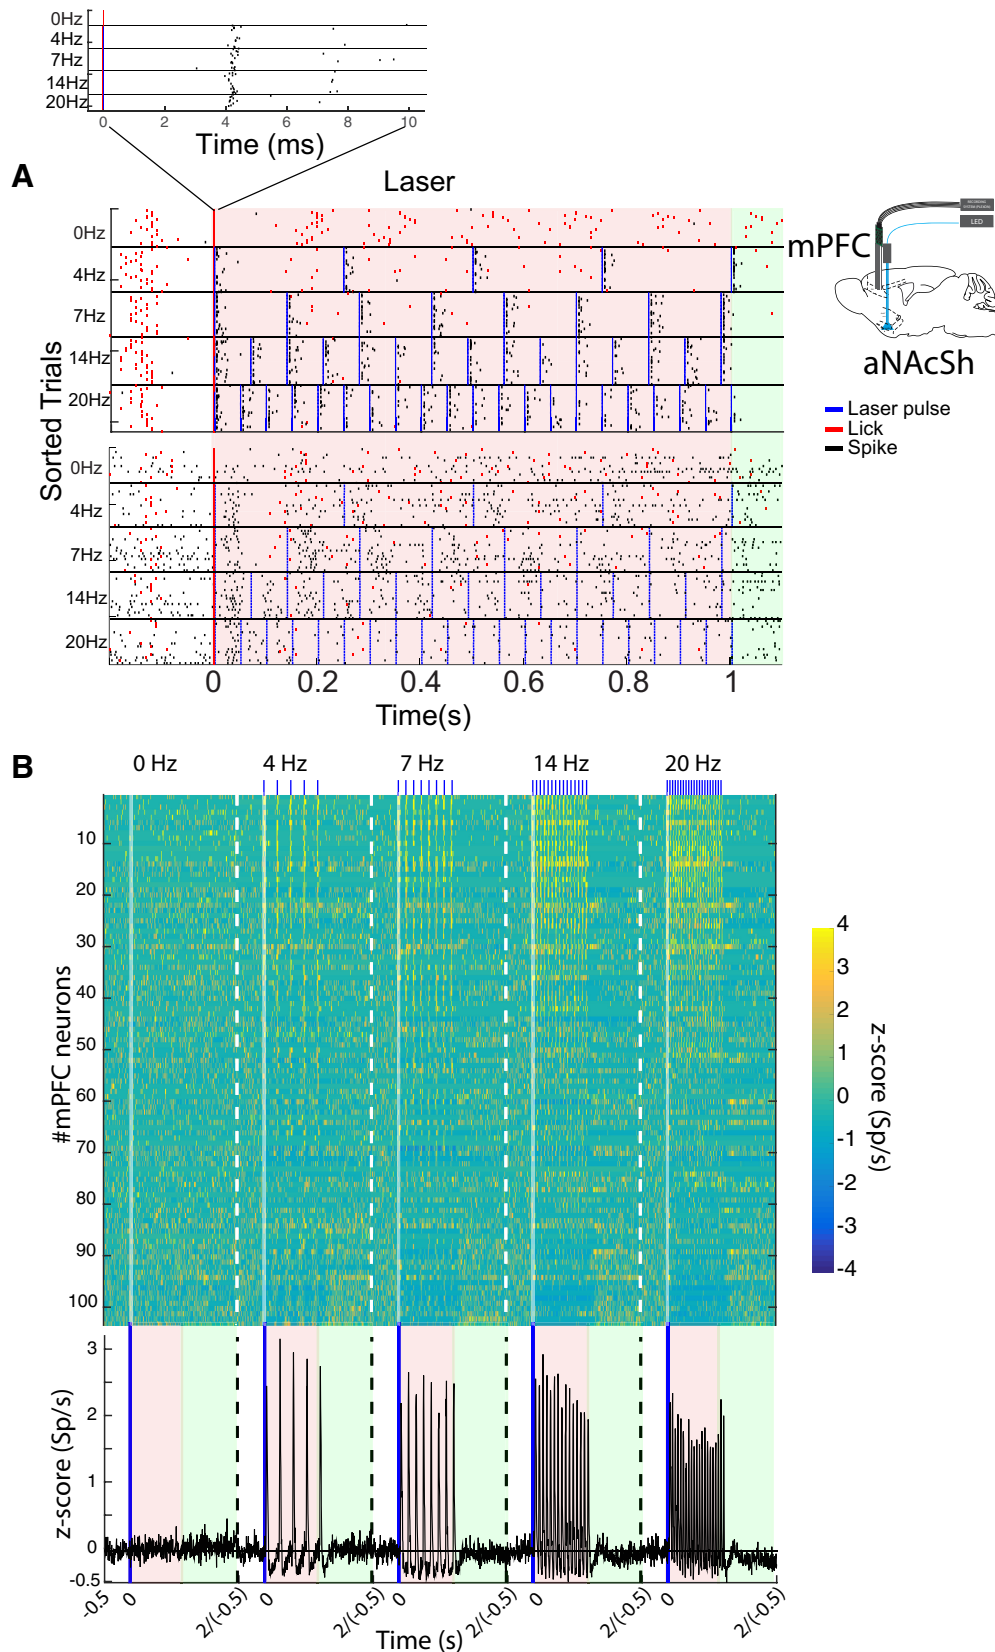 0Hz
4Hz
7Hz
14Hz
20Hz
0 2 4 6 8 10
Time (ms)
A
Laser
0Hz
4Hz
7Hz
14Hz
20Hz
0Hz
4Hz
7Hz
14Hz
20Hz
Sorted Trials
0 0.2 0.4 0.6 0.8 1
Time(s)
LED
mPFC
aNAcSh
Laser pulse
Lick
Spike
B
0 Hz 4 Hz 7 Hz 14 Hz 20 Hz
10
20
30
40
50
60
70
80
90
100
#mPFC neurons
4
3
2
1
0
-1
-2
-3
-4
z-score (Sp/s)
3
2
1
0
-0.5
z-score (Sp/s)
-0.5 0 2/(-0.5) 0 2/(-0.5) 0 2/(-0.5) 0 2/(-0.5) 0 2/(-0.5)
Time (s)